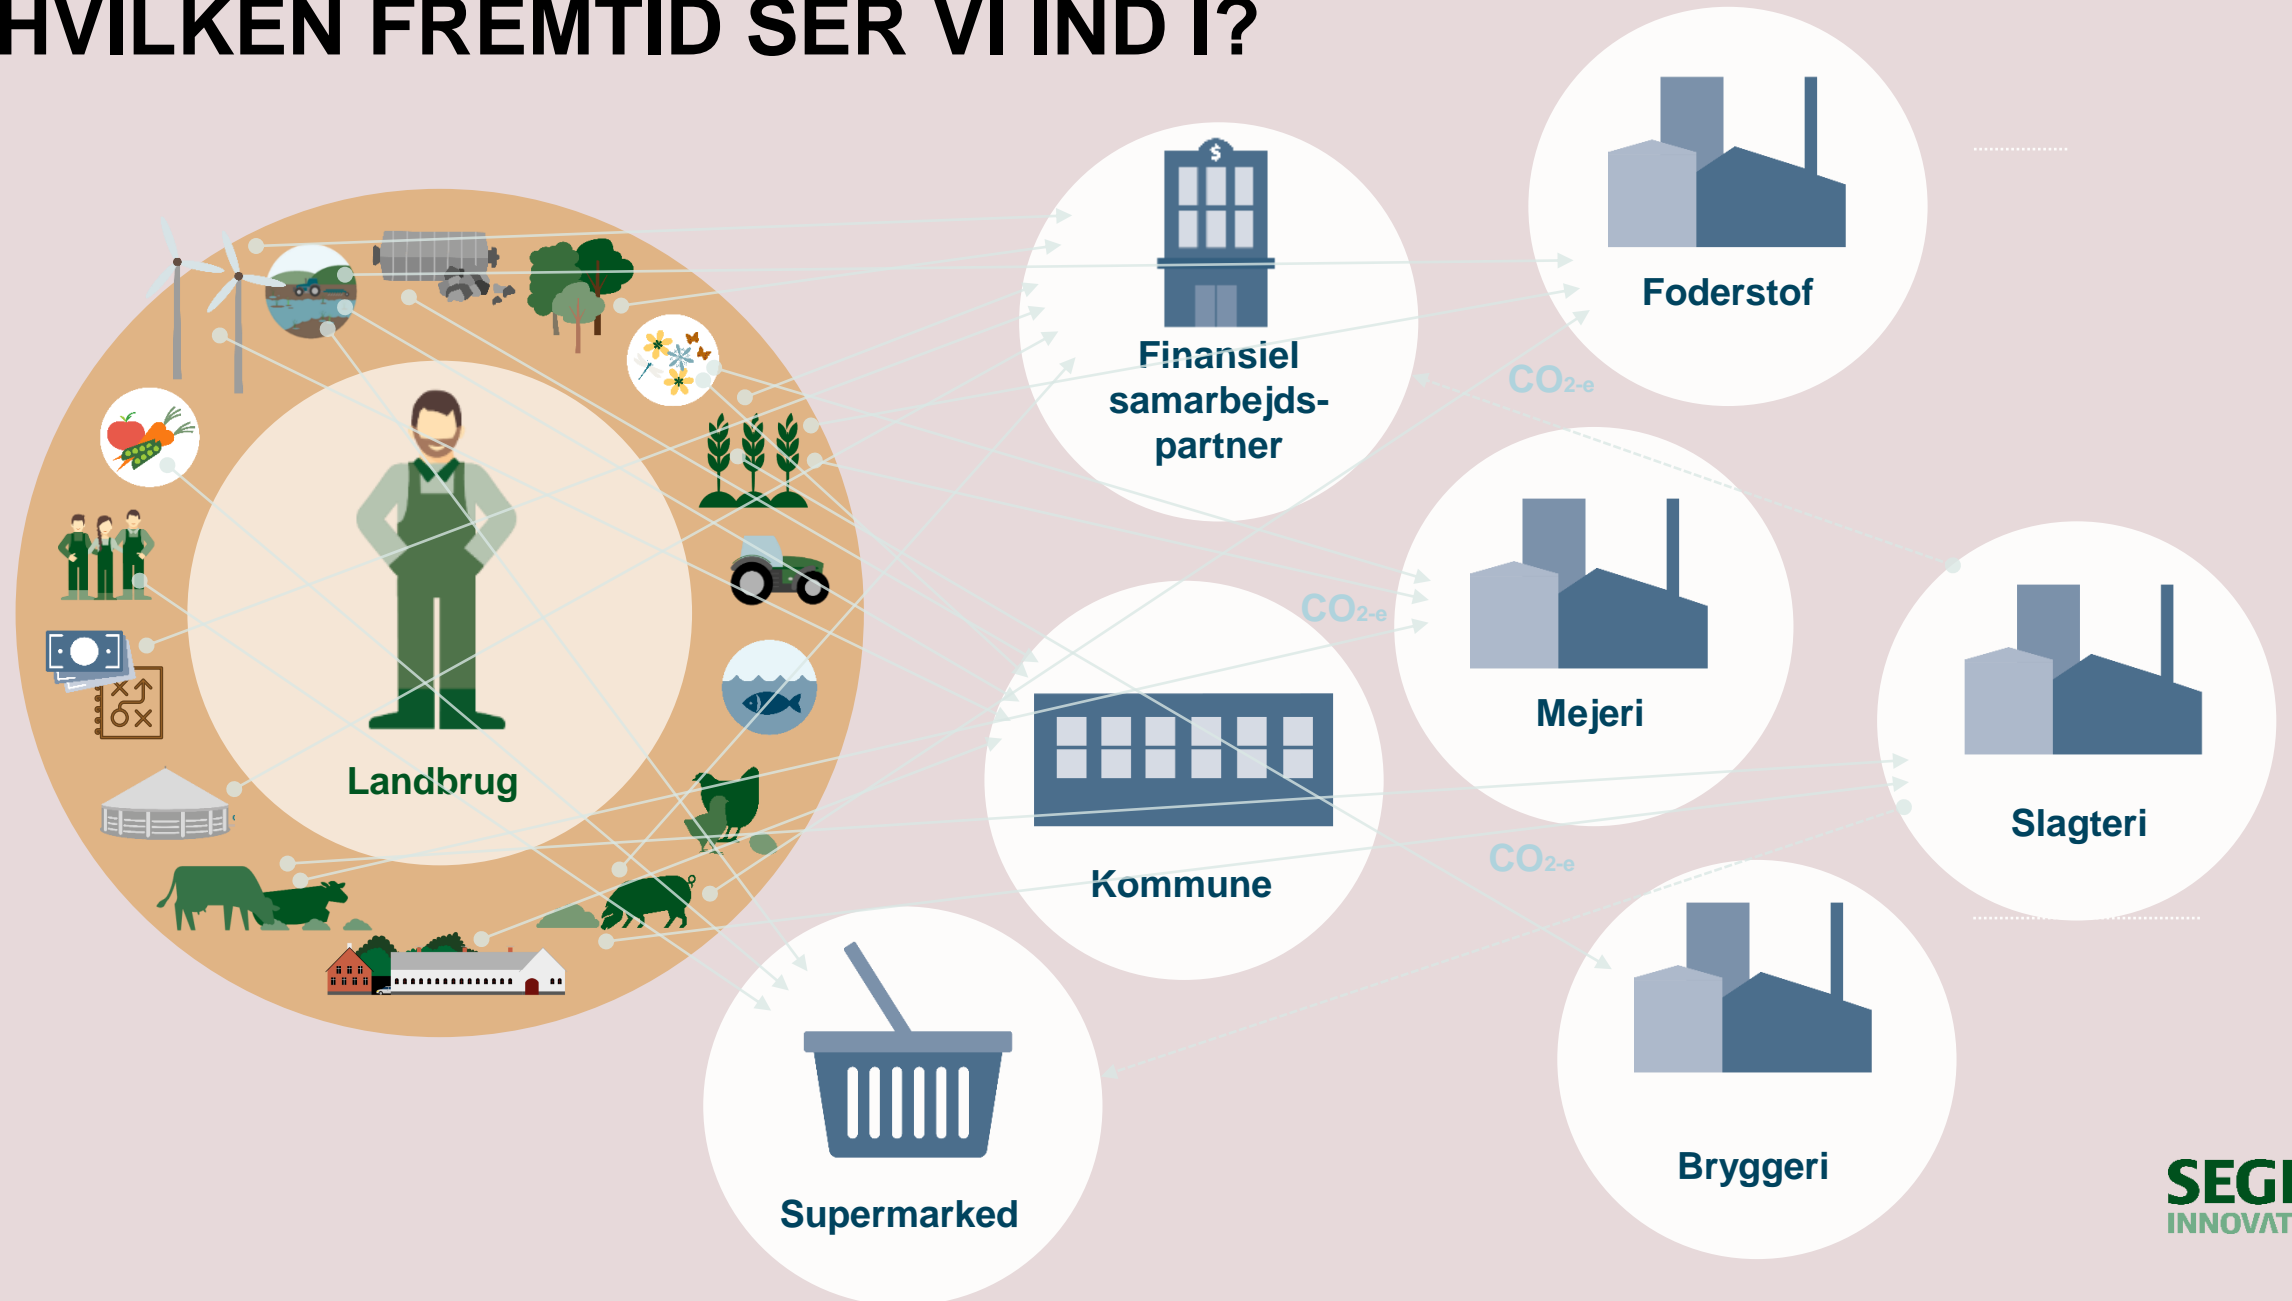 HVILKEN FREMTID SER VI IND I?
$
Foderstof
Finansiel
samarbejds-
partner
CO2-e
CO2-e
Mejeri
Landbrug
Slagteri
CO2-e
Kommune
Bryggeri
Supermarked
SEGE
INNOVAT